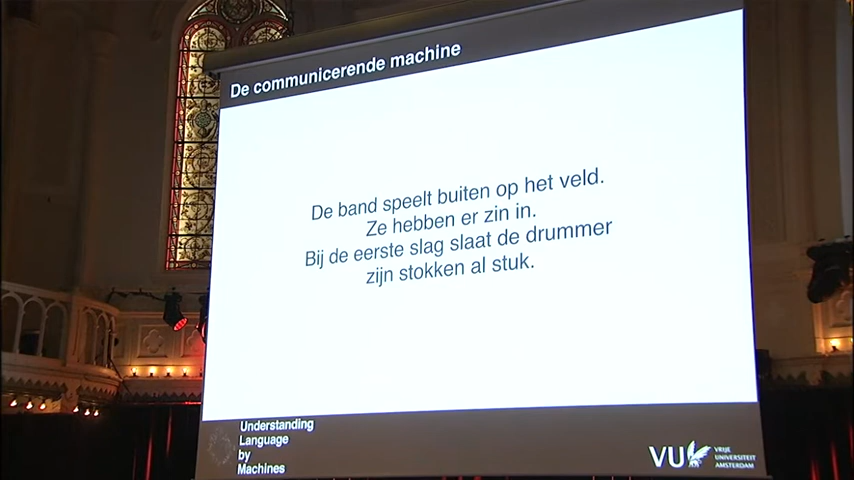 De communicerende machine
De band speelt buiten op het veld.
Ze hebben er zin in.
Bij de eerste slag slaat de drummer
zijn stokken al stuk.
Understanding
Language
by
Machines
VU
VRIJE
UNIVERSITEIT
AMSTERDAM